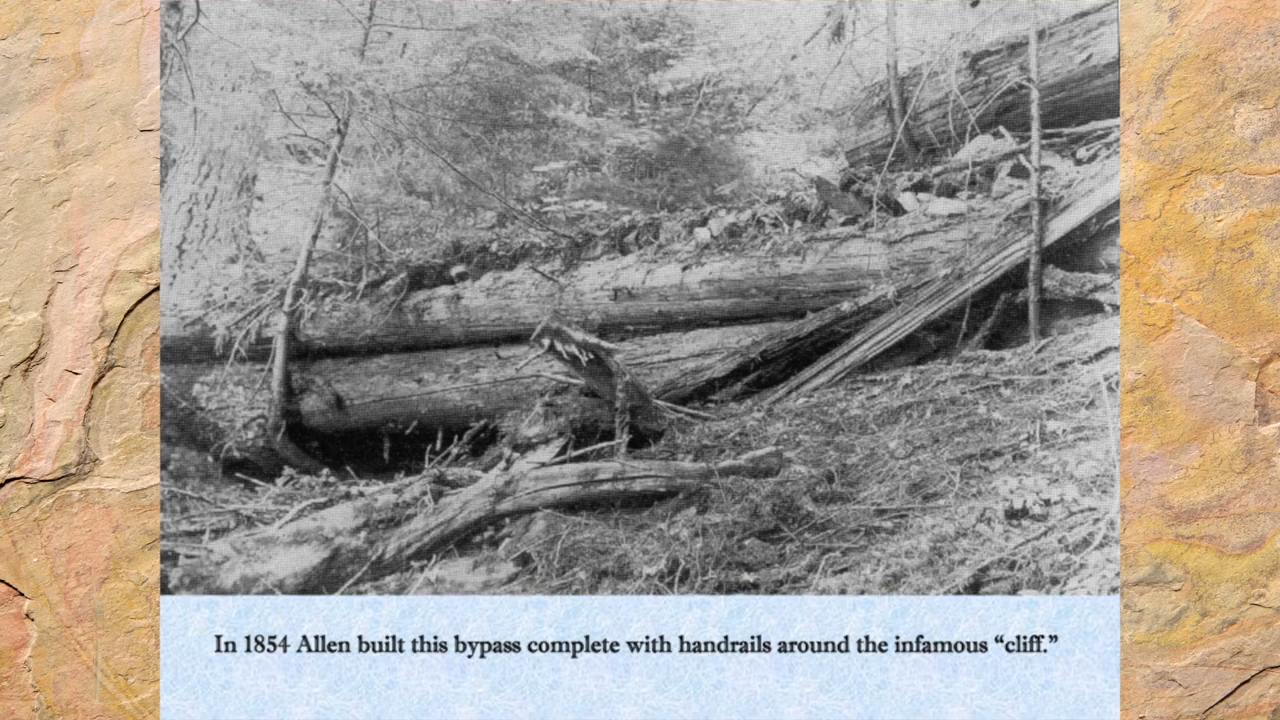 In 1854 Allen built this bypass complete with handrails around the infamous “cliff.”